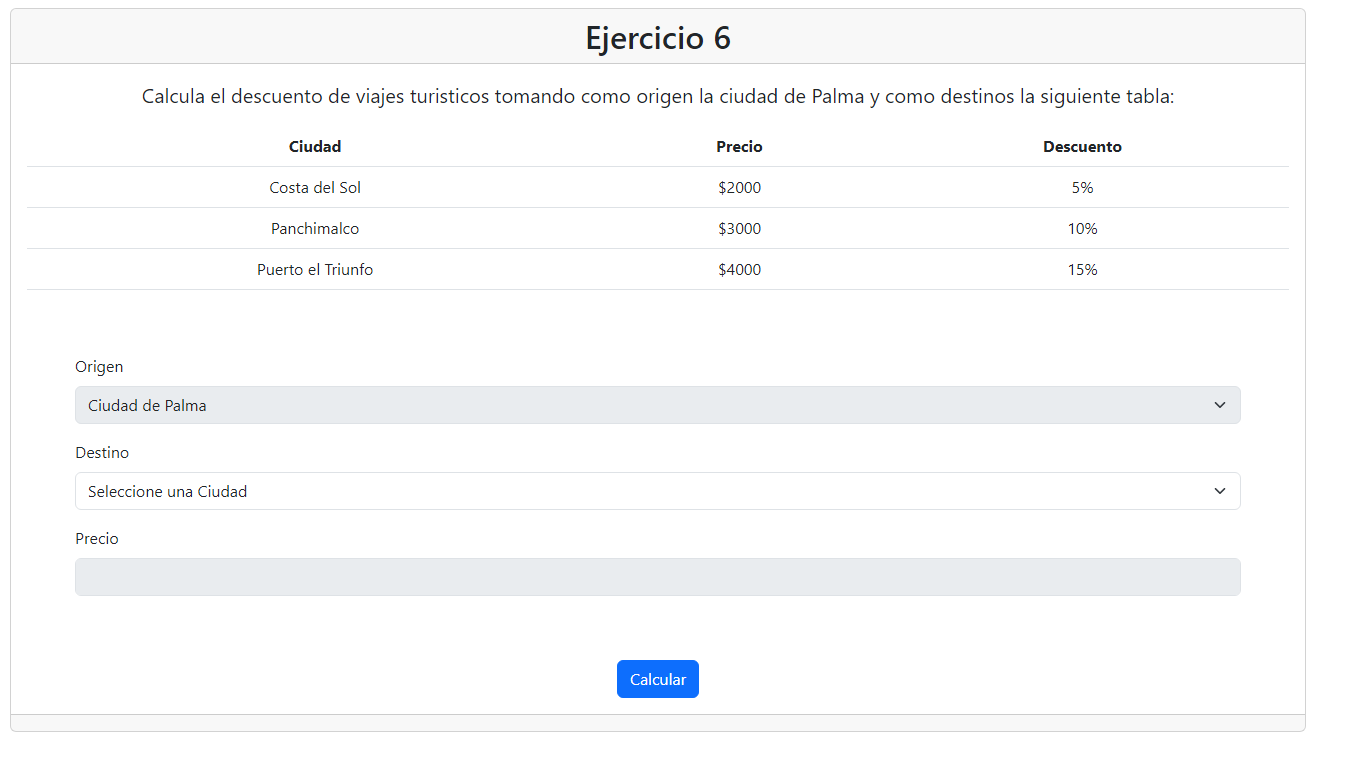 Ejercicio 6
Calcula el descuento de viajes turisticos tomando como origen la ciudad de Palma y como destinos la siguiente tabla:
Ciudad Precio Descuento
Costa del Sol $2000 5%
Panchimalco $3000 10%
Puerto el Triunfo $4000 15%
Origen
Ciudad de Palma
Destino
Seleccione una Ciudad
Precio
Calcular